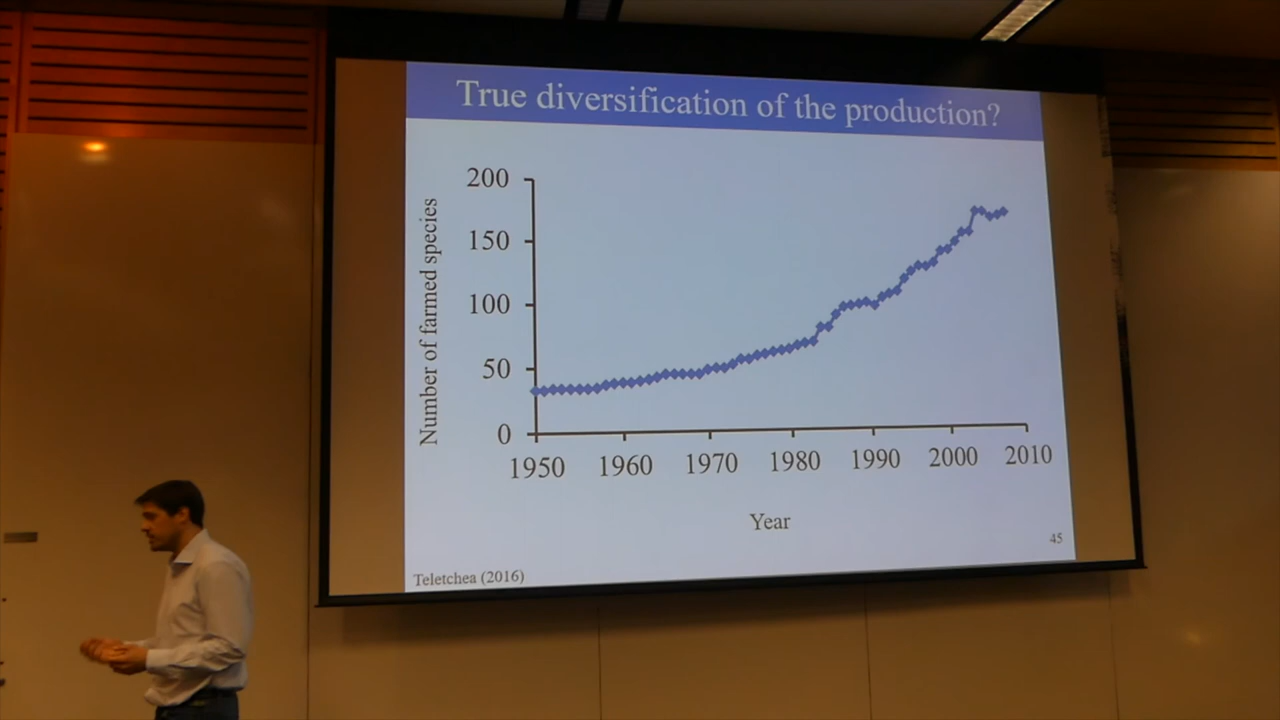 True diversification of the production?
200
150
100
50
0
Number of farmed species
1950 1960 1970 1980 1990 2000 2010
Year
45
Teletchea (2016)